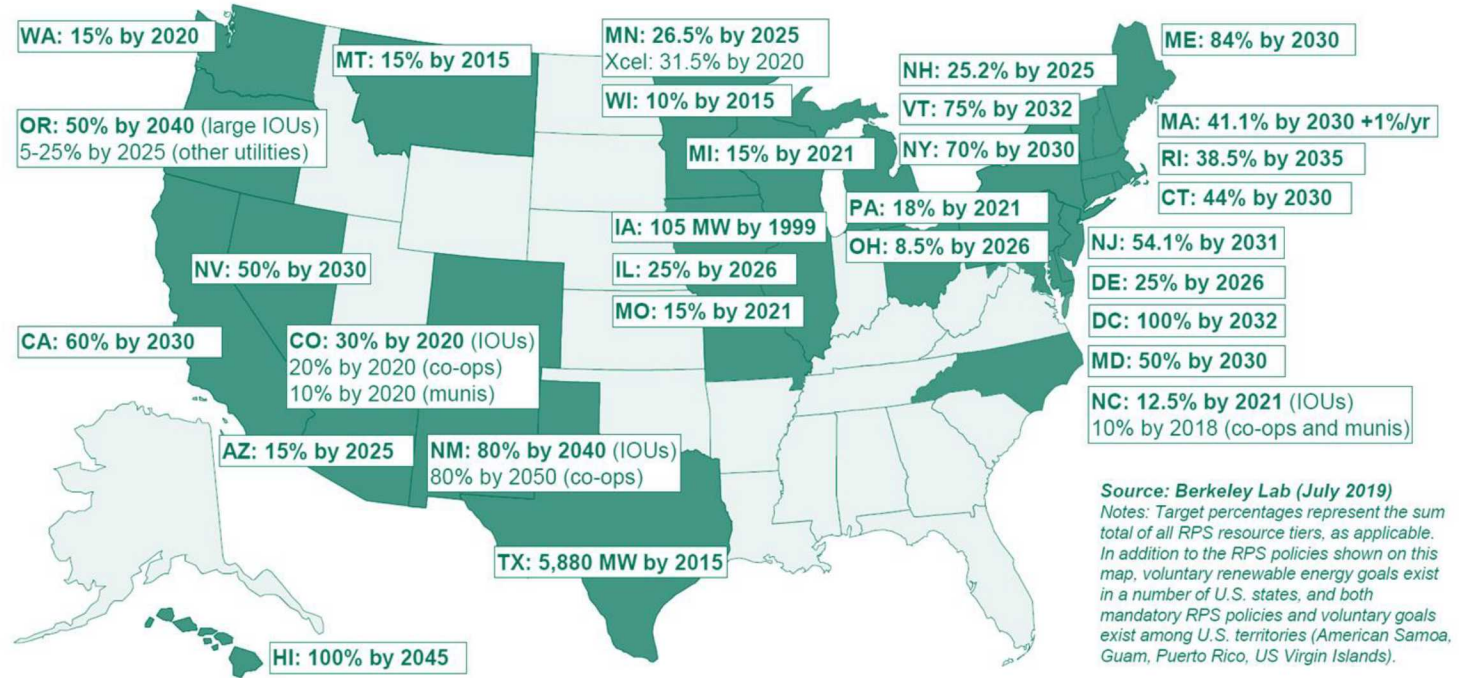 WA: 15% by 2020
MT: 15% by 2015
MN: 26.5% by 2025
Xcel: 31.5% by 2020
ME: 84% by 2030
NH: 25.2% by 2025
WI: 10% by 2015
VT: 75% by 2032
OR: 50% by 2040 (large IOUs)
5-25% by 2025 (other utilities)
MA: 41.1% by 2030 +1%/yr
MI: 15% by 2021
NY: 70% by 2030
RI: 38.5% by 2035
CT: 44% by 2030
PA: 18% by 2021
IA: 105 MW by 1999
OH: 8.5% by 2026
NJ: 54.1% by 2031
NV: 50% by 2030
IL: 25% by 2026
DE: 25% by 2026
MO: 15% by 2021
DC: 100% by 2032
CA: 60% by 2030
CO: 30% by 2020 (IOUs)
20% by 2020 (co-ops)
10% by 2020 (munis)
MD: 50% by 2030
NC: 12.5% by 2021 (IOUs)
10% by 2018 (co-ops and munis)
AZ: 15% by 2025
NM: 80% by 2040 (IOUs)
80% by 2050 (co-ops)
TX: 5,880 MW by 2015
HI: 100% by 2045
Source: Berkeley Lab (July 2019)
Notes: Target percentages represent the sum
total of all RPS resource tiers, as applicable.
In addition to the RPS policies shown on this
map, voluntary renewable energy goals exist
in a number of U.S. states, and both
mandatory RPS policies and voluntary goals
exist among U.S. territories (American Samoa,
Guam, Puerto Rico, US Virgin Islands).